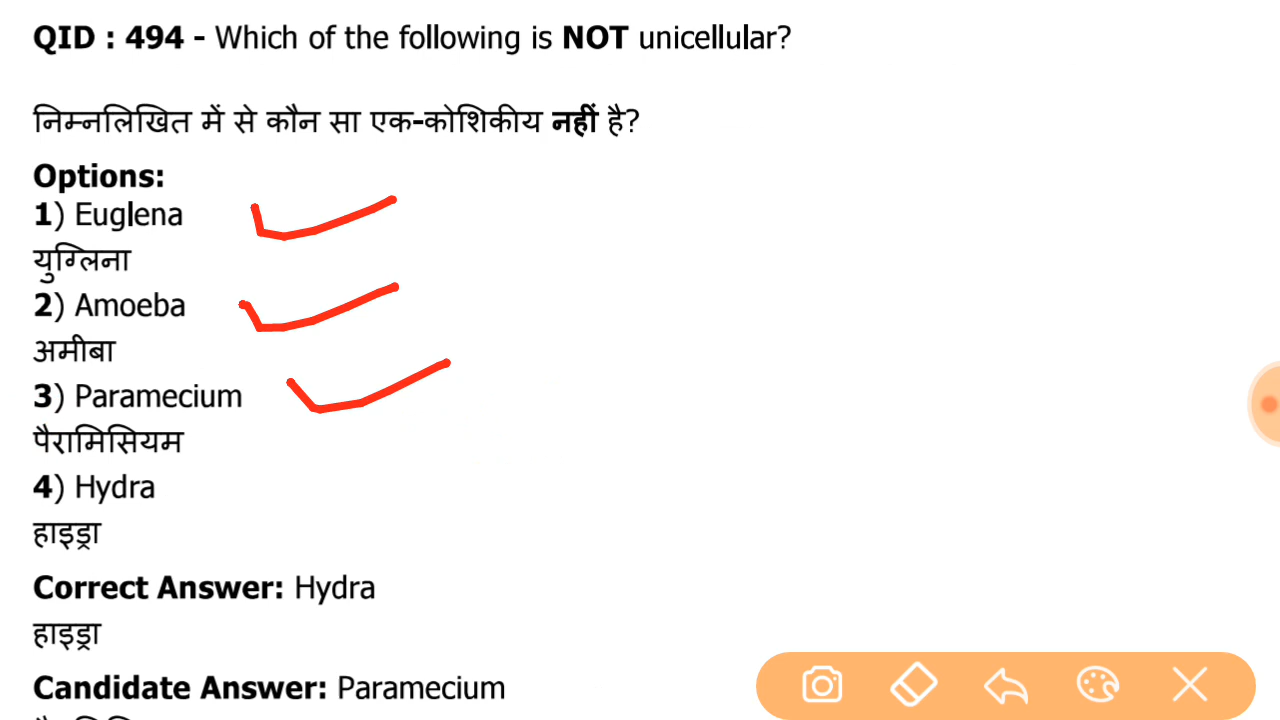 QID : 494 - Which of the following is NOT unicellular?
निम्नलिखित में से कौन सा एक-कोशिकीय नहीं है?
Options:
1) Euglena
युग्लिना
2) Amoeba
अमीबा
3) Paramecium
पैरामिसियम
4) Hydra
हाइड्रा
Correct Answer: Hydra
हाइड्रा
Candidate Answer: Paramecium